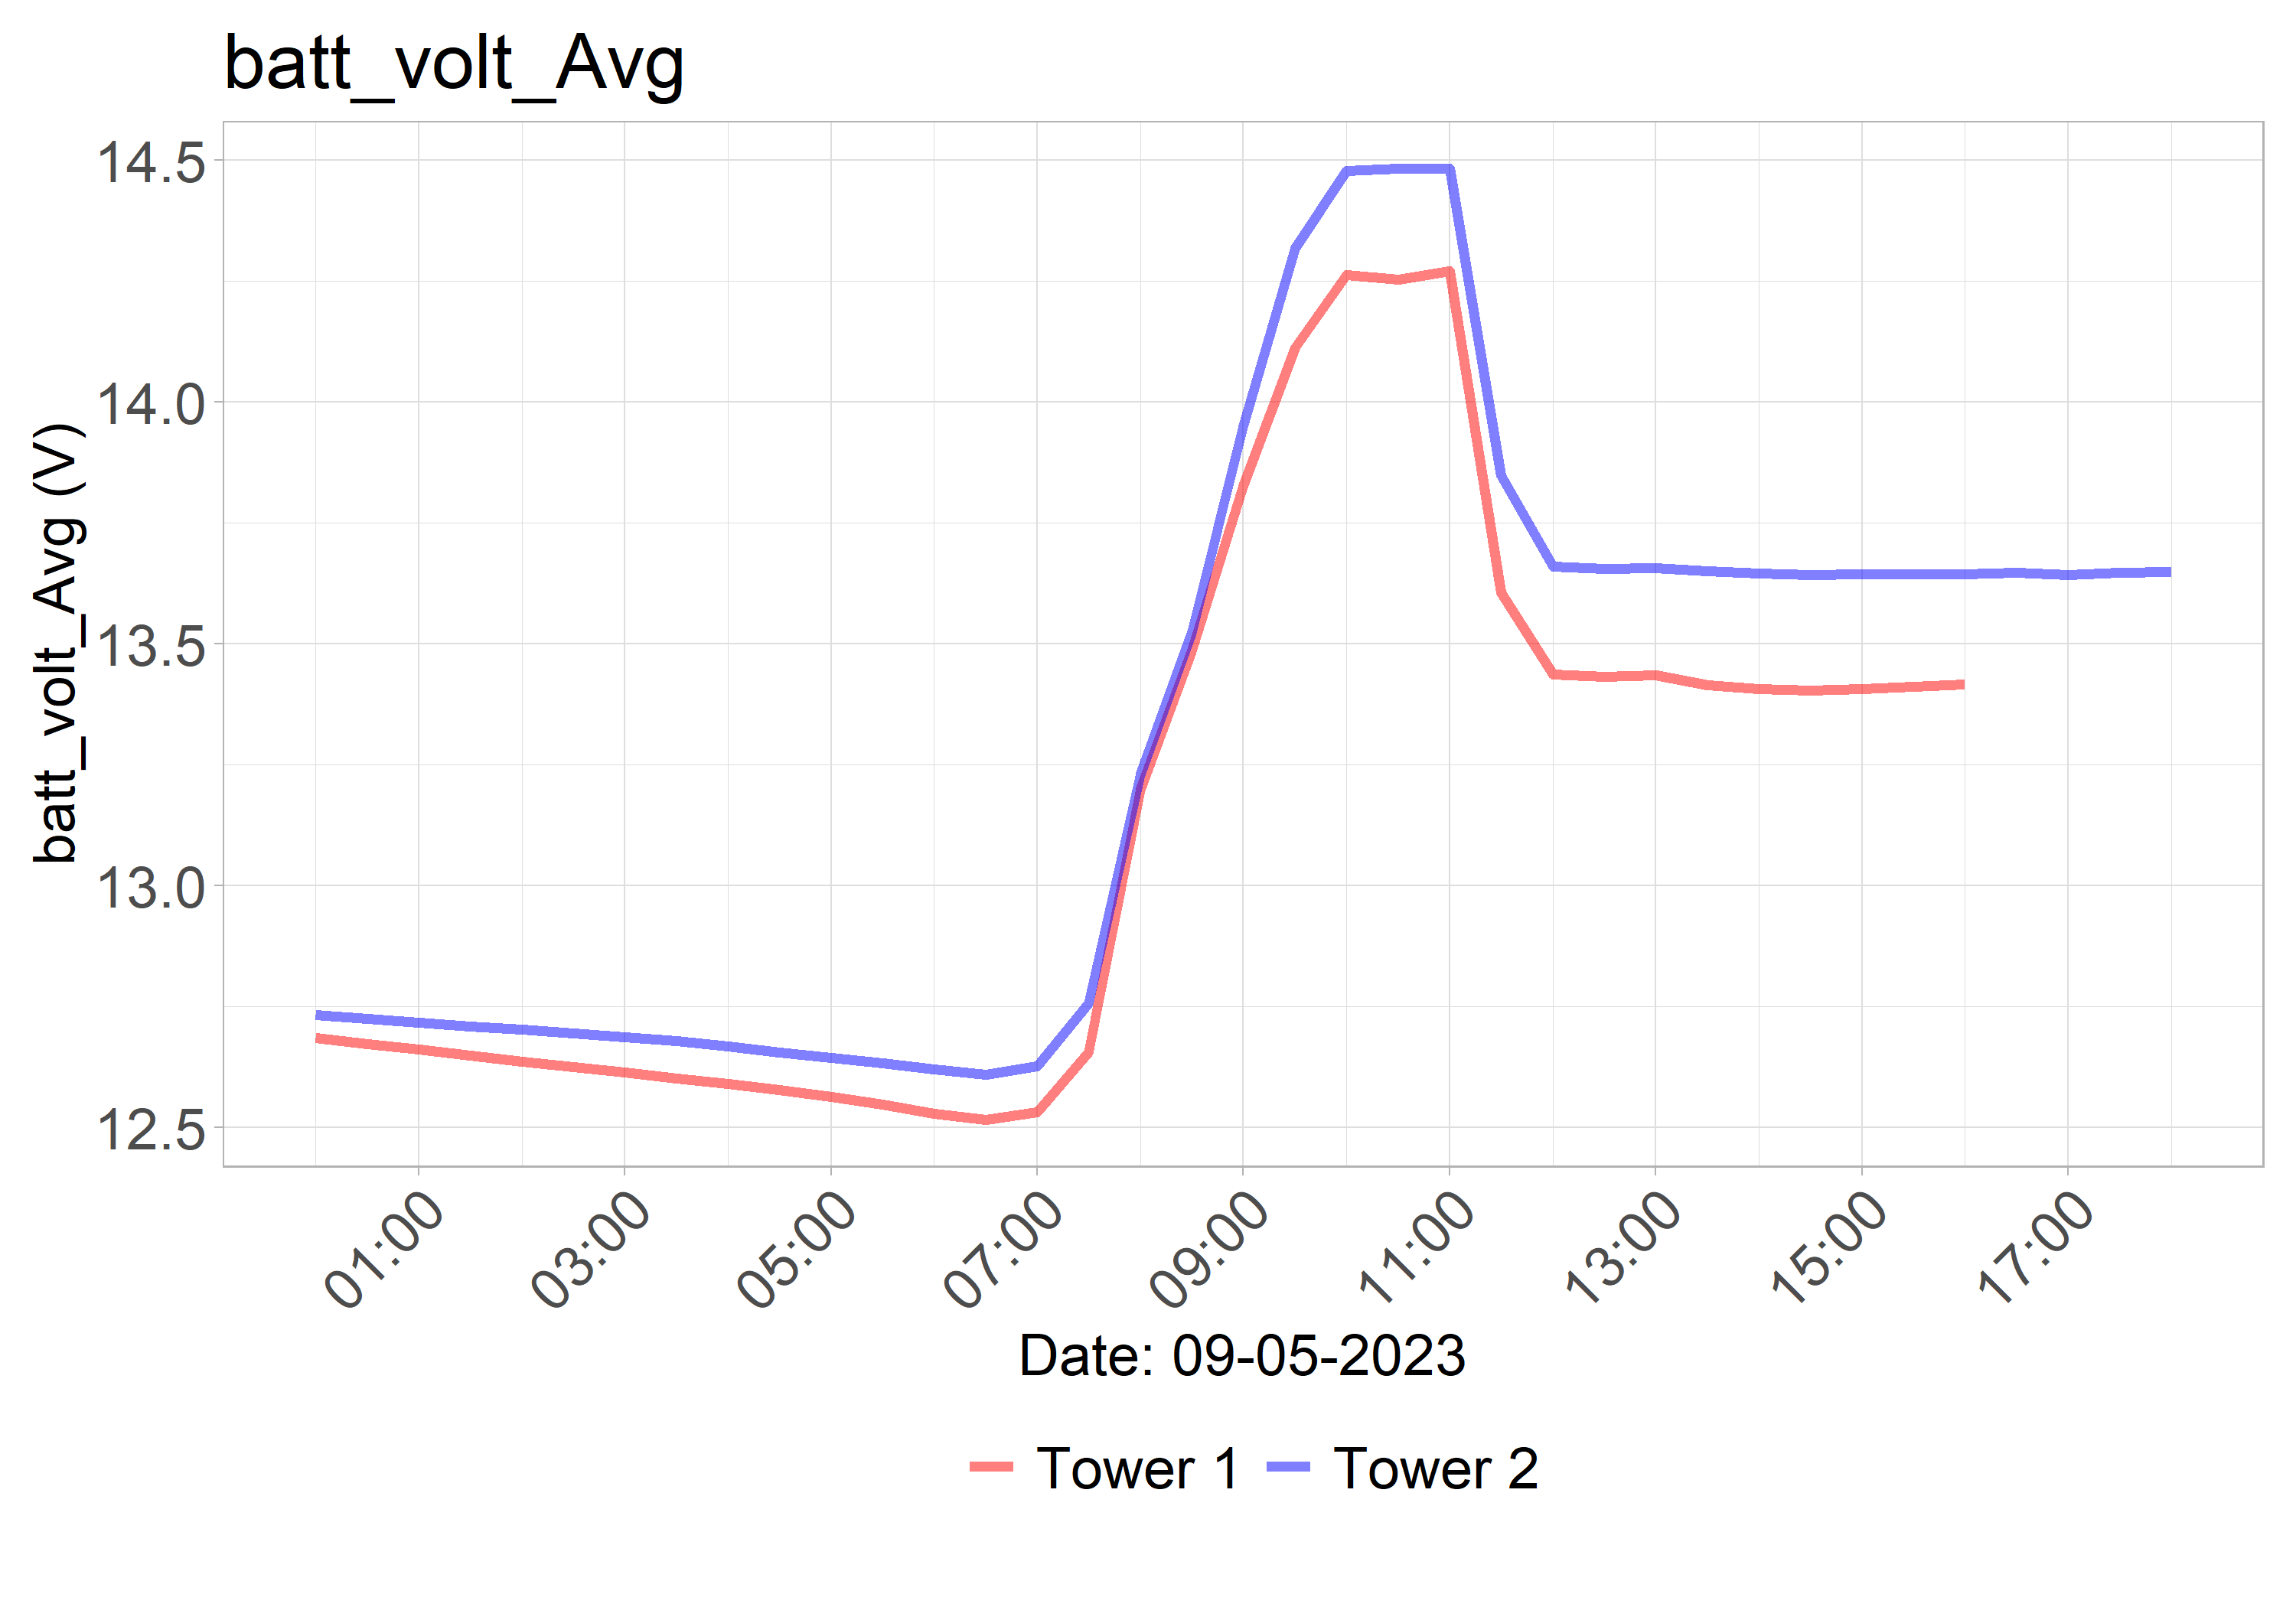 batt_volt_Avg
batt_volt_Avg (V)
14.5
14.0
13.5
13.0
12.5
01:00 03:00 05:00 07:00 09:00 11:00 13:00 15:00 17:00
Date: 09-05-2023
Tower 1 Tower 2